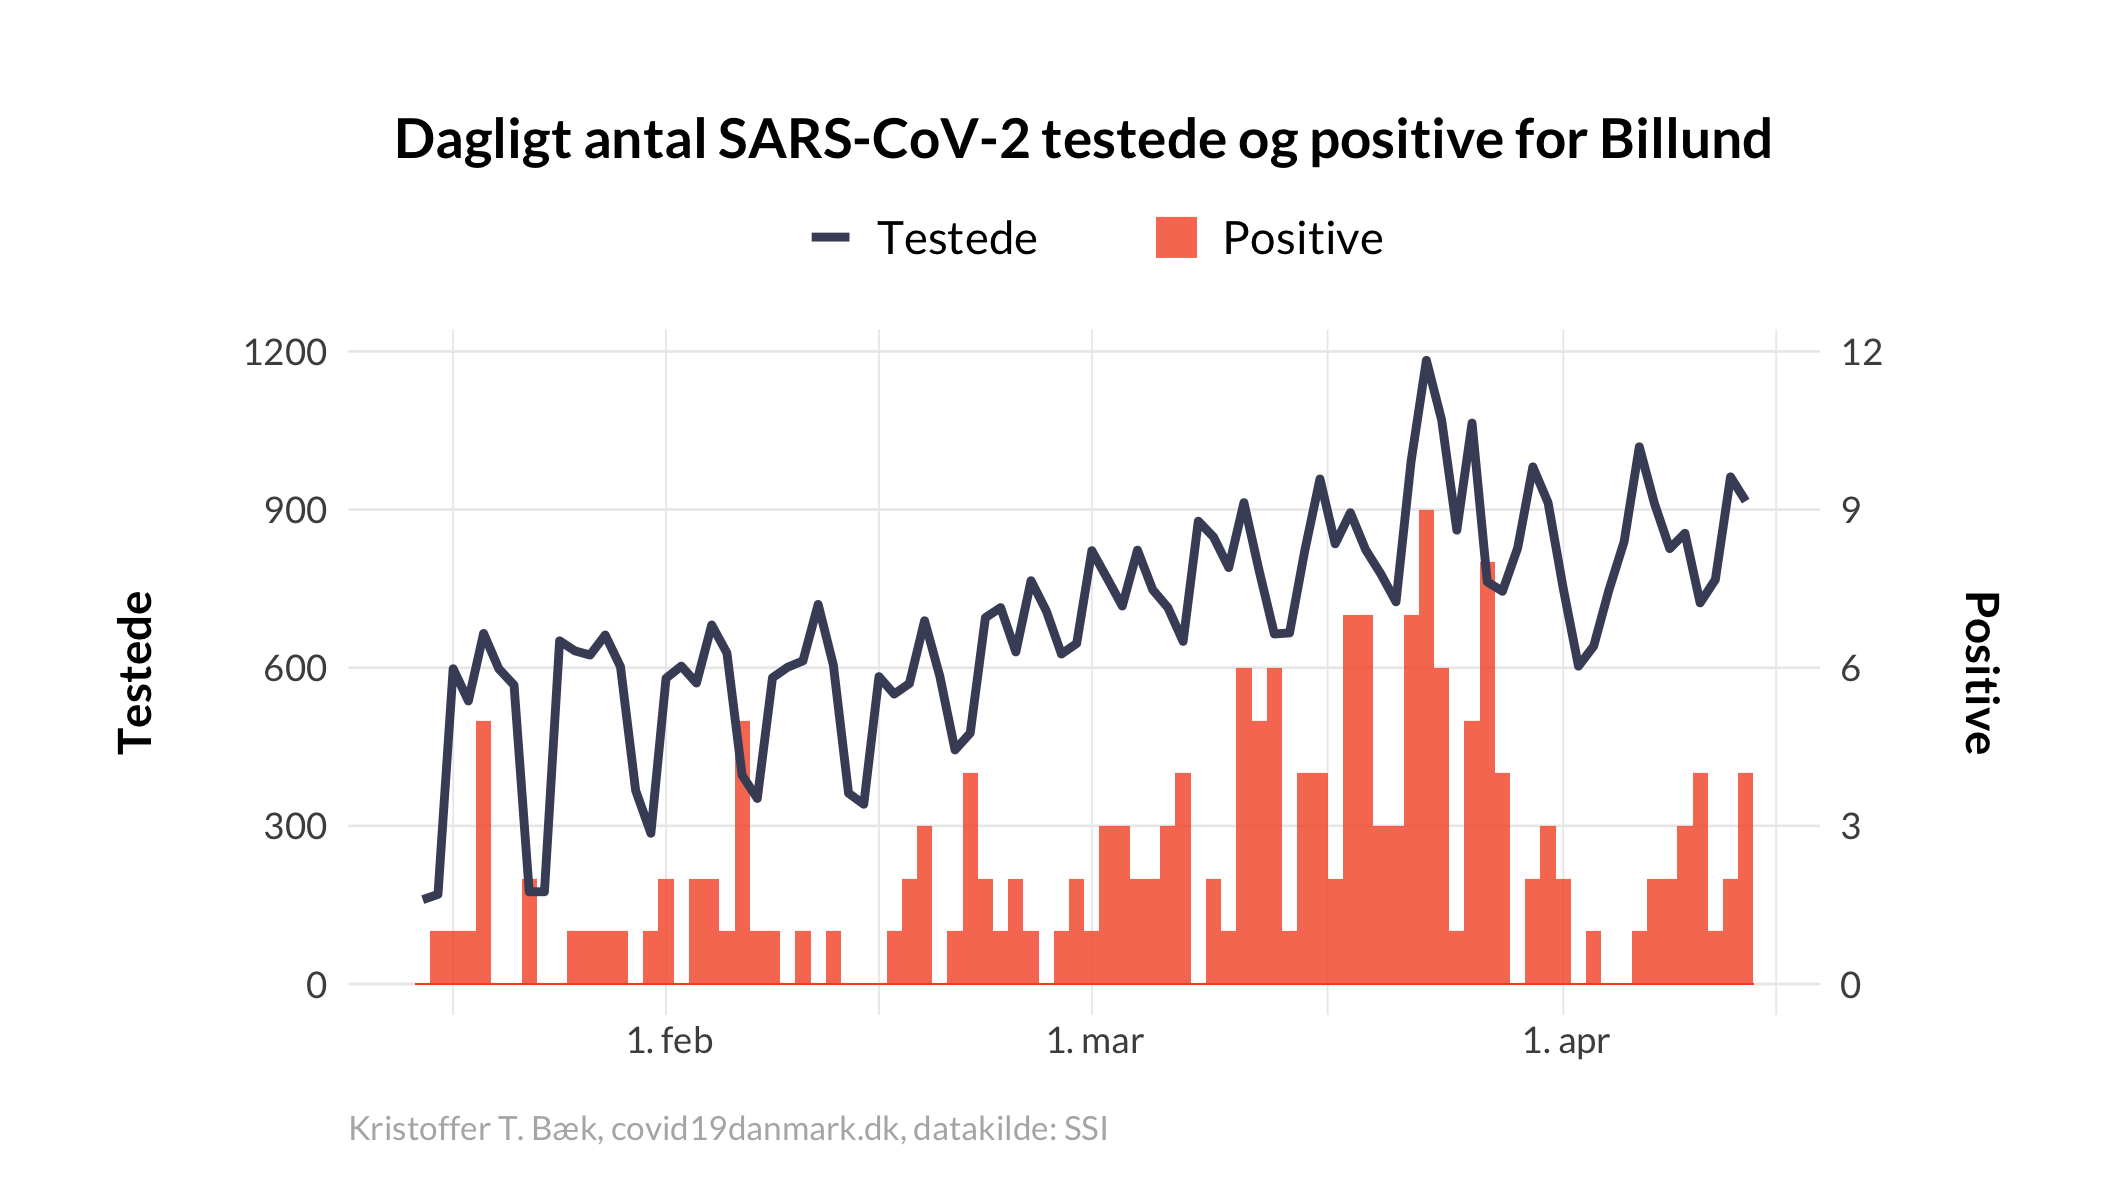 Dagligt antal SARS-CoV-2 testede og positive for Billund
Testede
Positive
1200
900
600
300
0
12
9
6
3
0
Testede
Positive
1. feb
1. mar
1. apr
Kristoffer T. Bæk, covid19danmark.dk, datakilde: SSI